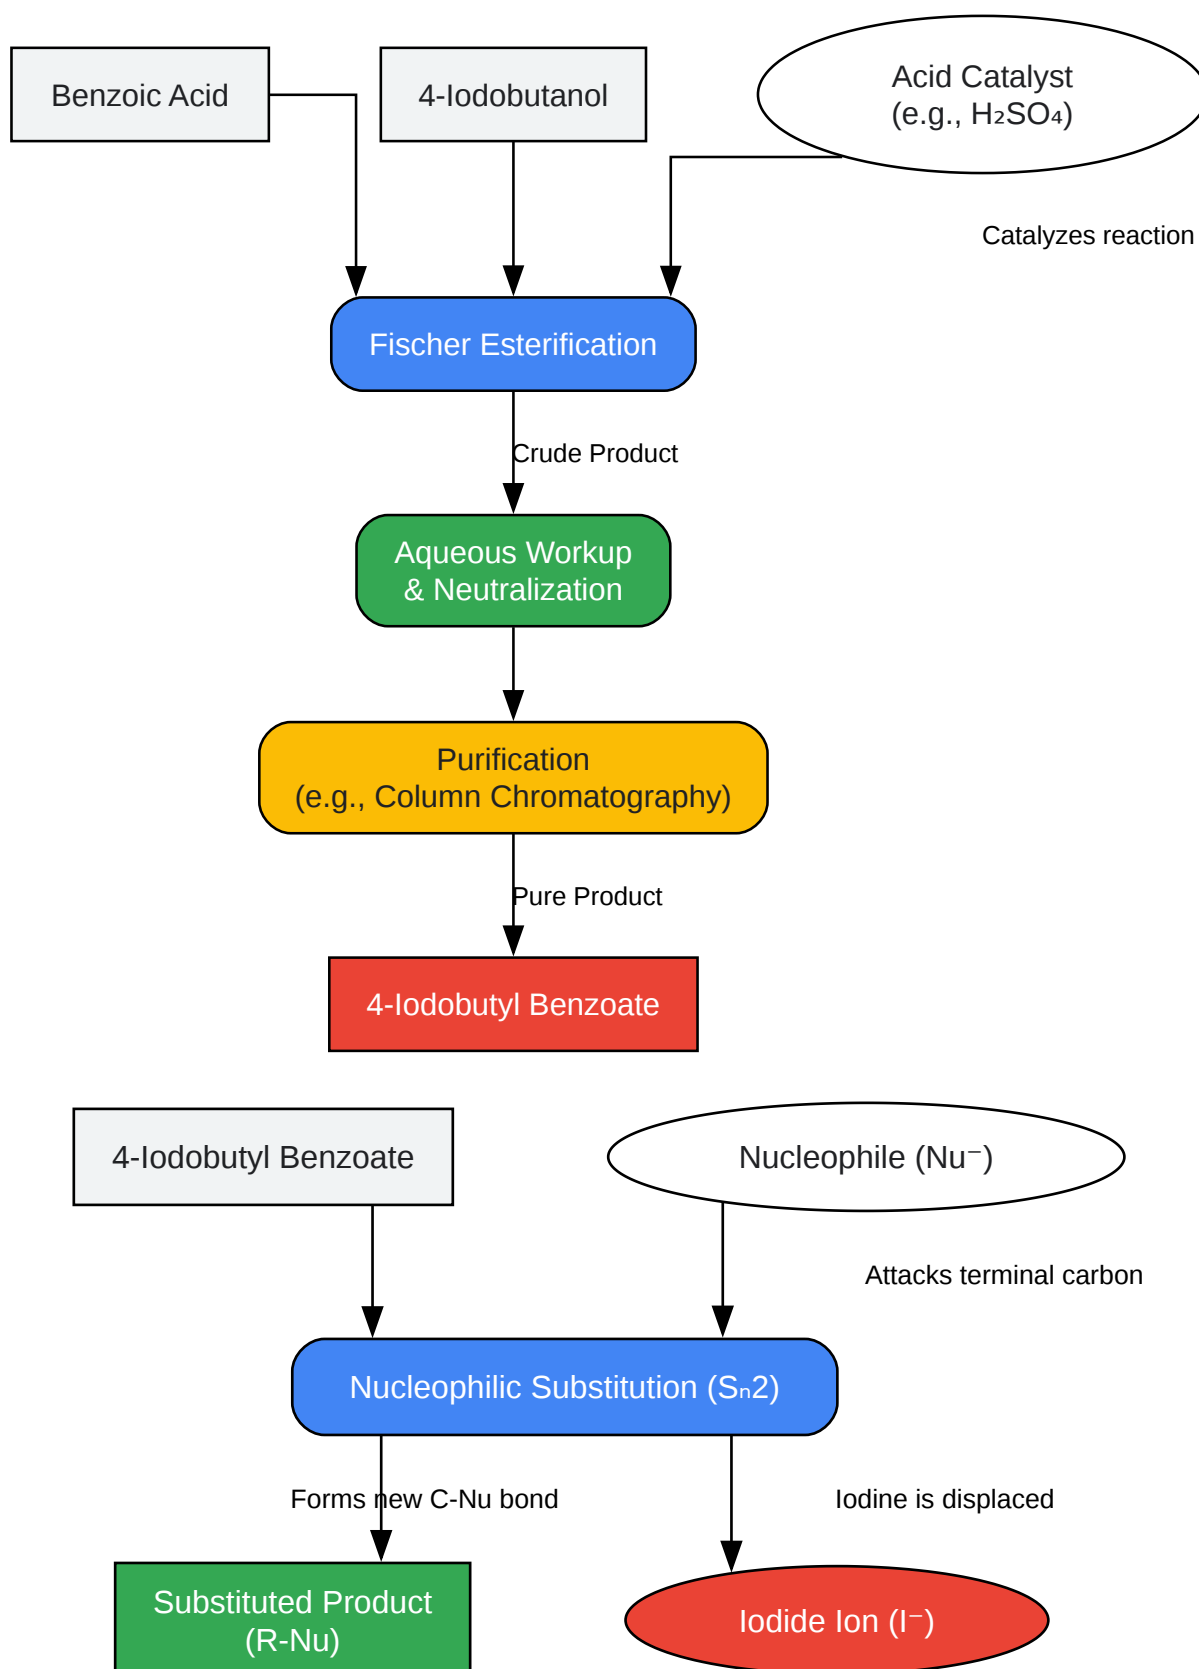 Benzoic Acid
4-Iodobutanol
Acid Catalyst
(e.g., H₂SO₄)
Catalyzes reaction
Fischer Esterification
Crude Product
Aqueous Workup
& Neutralization
Purification
(e.g., Column Chromatography)
Pure Product
4-Iodobutyl Benzoate
4-Iodobutyl Benzoate
Nucleophile (Nu⁻)
Attacks terminal carbon
Nucleophilic Substitution (Sₙ2)
Forms new C-Nu bond
Iodine is displaced
Substituted Product
(R-Nu)
Iodide Ion (I⁻)